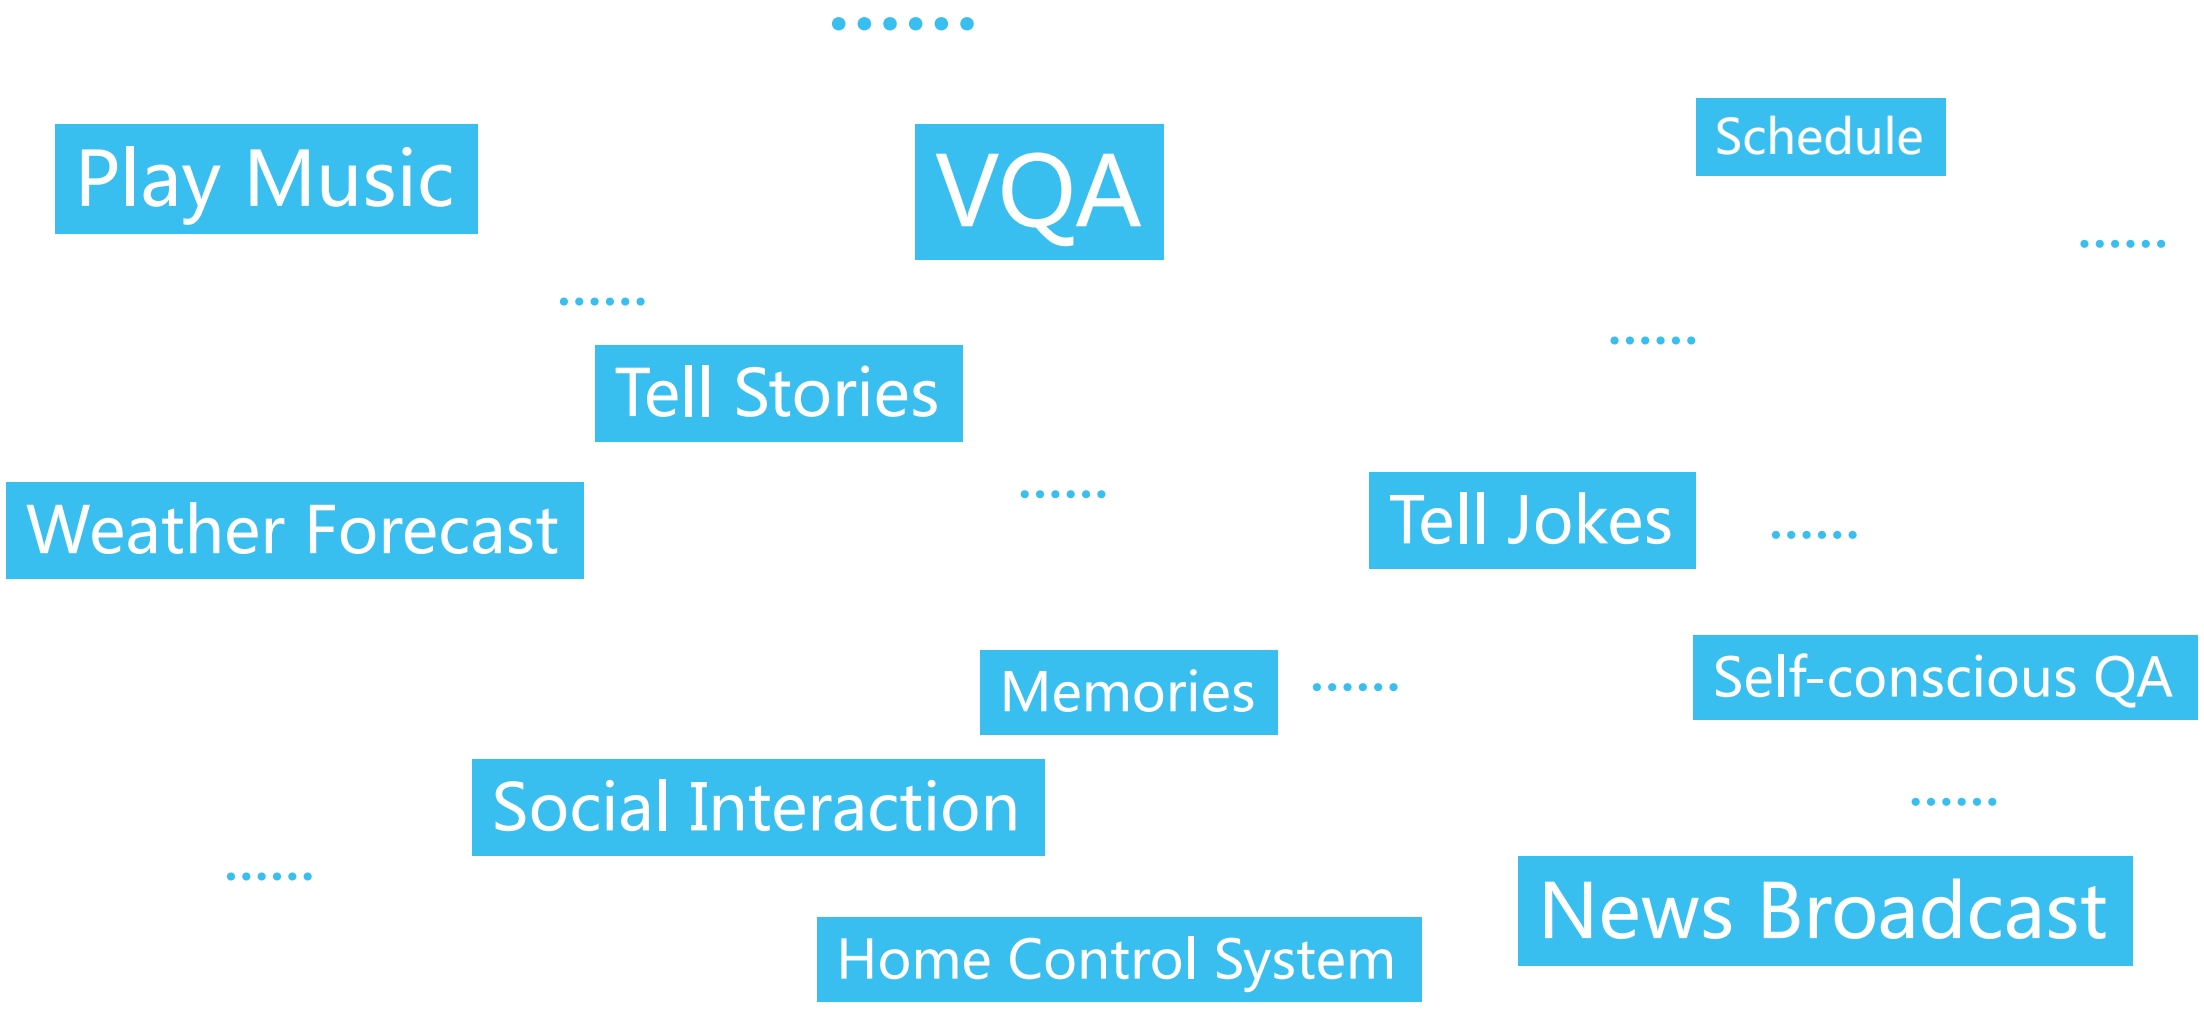 ......
Schedule
Play Music
VQA
......
......
......
Tell Stories
Tell Jokes
Weather Forecast
......
......
Self-conscious QA
Memories
......
Social Interaction
......
......
News Broadcast
Home Control System